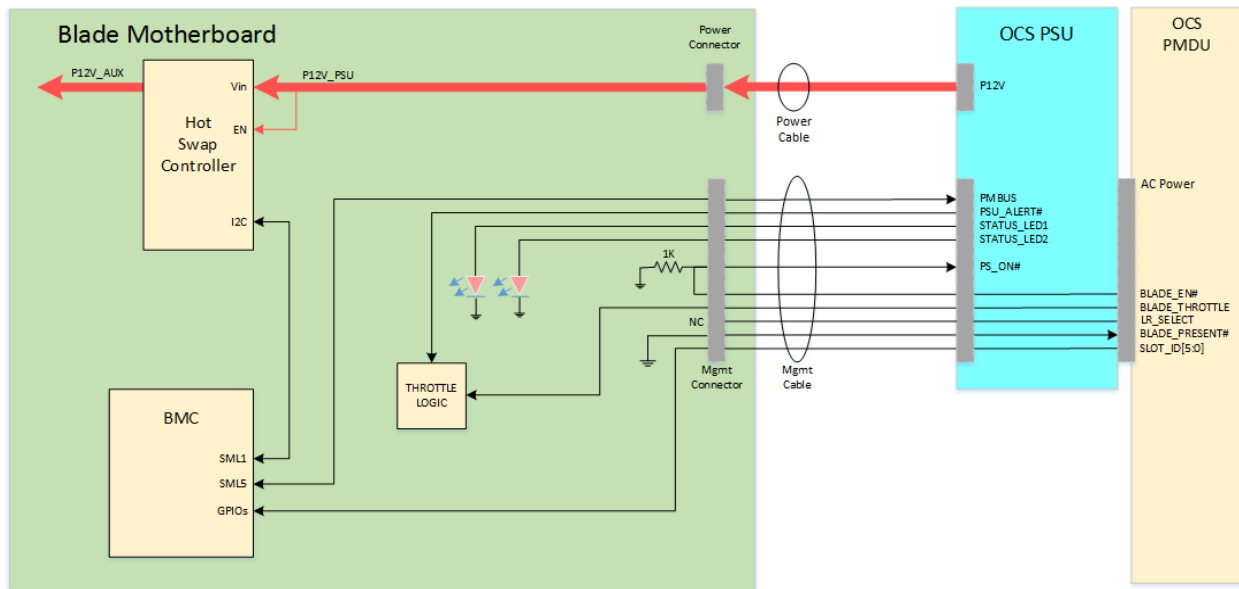 Blade Motherboard
Power
Connector
OCS PSU
OCS
PMDU
P12V_AUX
P12V_PSU
Vin
P12V
Hot
Swap
Controller
EN
Power
Cable
I2C
AC Power
PMBUS
PSU_ALERT#
STATUS_LED1
STATUS_LED2
1K
PS_ON#
BLADE_EN#
BLADE_THROTTLE
NC
LR_SELECT
BLADE_PRESENT#
SLOT_ID[5:0]
Mgmt
Connector
Mgmt
Cable
THROTTLE
LOGIC
BMC
SML1
SML5
GPIOs